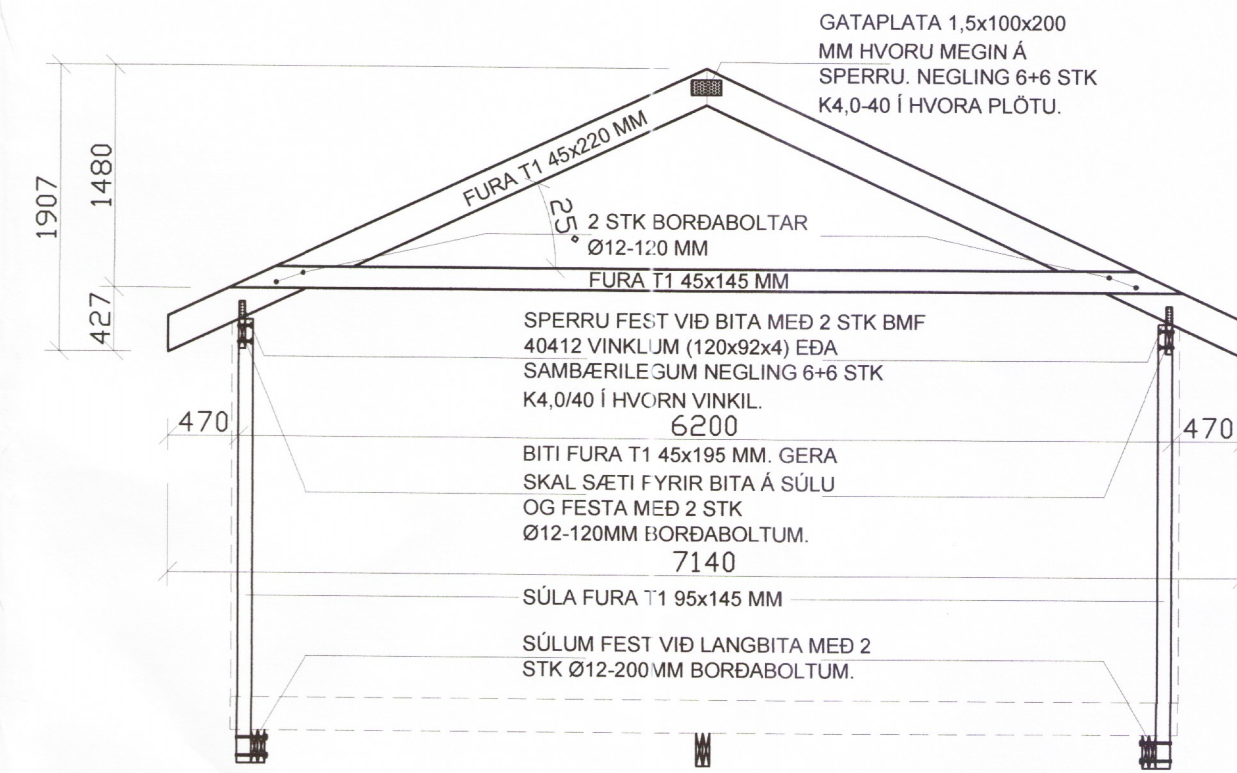 GATAPLATA 1,5x100x200
MM HVORU MEGIN Á
SPERRU. NEGLING 6+6 STK
K4,0-40 Í HVORA PLÖTU.
1907
1480
427
FURA T1 45x220 MM
25°
2 STK BORÐABOLTAR
Ø12-120 MM
FURA T1 45x145 MM
SPERRU FEST VIÐ BITA MEÐ 2 STK BMF
40412 VINKLUM (120x92x4) EÐA
SAMBÆRILEGUM NEGLING 6+6 STK
K4,0/40 Í HVORN VINKIL.
470
6200
470
BITI FURA T1 45x195 MM. GERA
SKAL SÆTI FYRIR BITA Á SÚLU
OG FESTA MEÐ 2 STK
Ø12-120MM BORÐABOLTUM.
7140
SÚLA FURA T1 95x145 MM
SÚLUM FEST VIÐ LANGBITA MEÐ 2
STK Ø12-200MM BORÐABOLTUM.